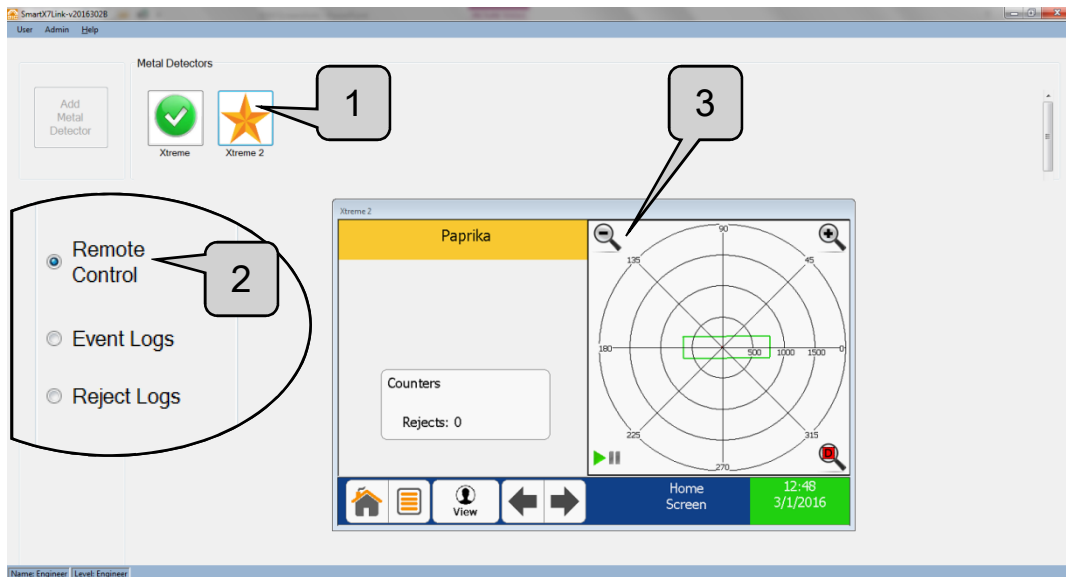 SmartX7Link-v2016302B
User Admin Help
Metal Detectors
Add
Metal
Detector
Xtreme
Xtreme 2
1
3
Remote
Control
2
Event Logs
Reject Logs
Xtreme 2
Paprika
90
135
45
180
500
1000
1500
0
225
315
270
D
Counters
Rejects: 0
View
Home
Screen
12:48
3/1/2016
Name: Engineer Level: Engineer